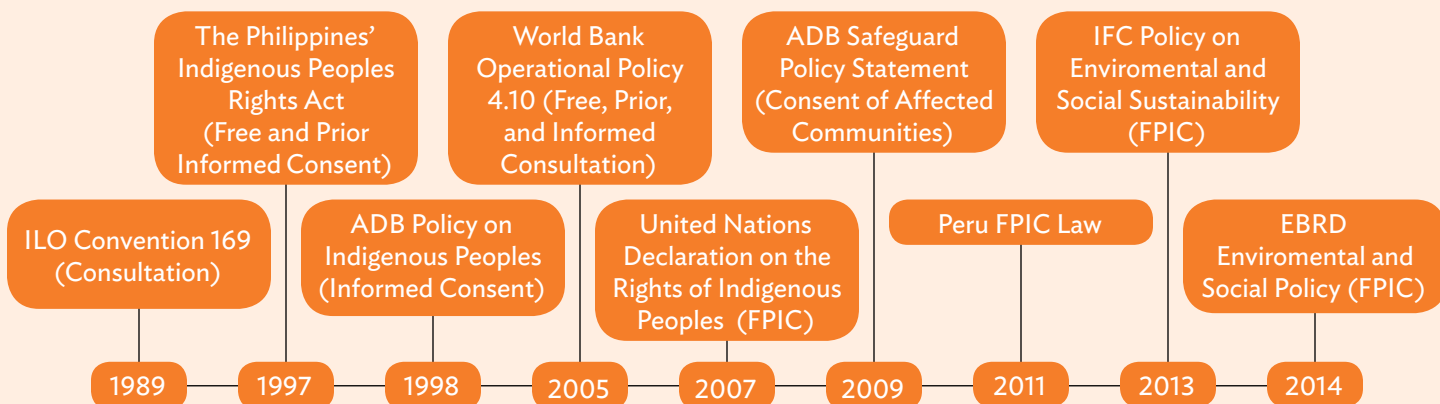 The Philippines’
Indigenous Peoples
Rights Act
(Free and Prior
Informed Consent)
World Bank
Operational Policy
4.10 (Free, Prior,
and Informed
Consultation)
ADB Safeguard
Policy Statement
(Consent of Affected
Communities)
IFC Policy on
Enviromental and
Social Sustainability
(FPIC)
ILO Convention 169
(Consultation)
ADB Policy on
Indigenous Peoples
(Informed Consent)
United Nations
Declaration on the
Rights of Indigenous
Peoples (FPIC)
Peru FPIC Law
EBRD
Enviromental and
Social Policy (FPIC)
1989
1997
1998
2005
2007
2009
2011
2013
2014